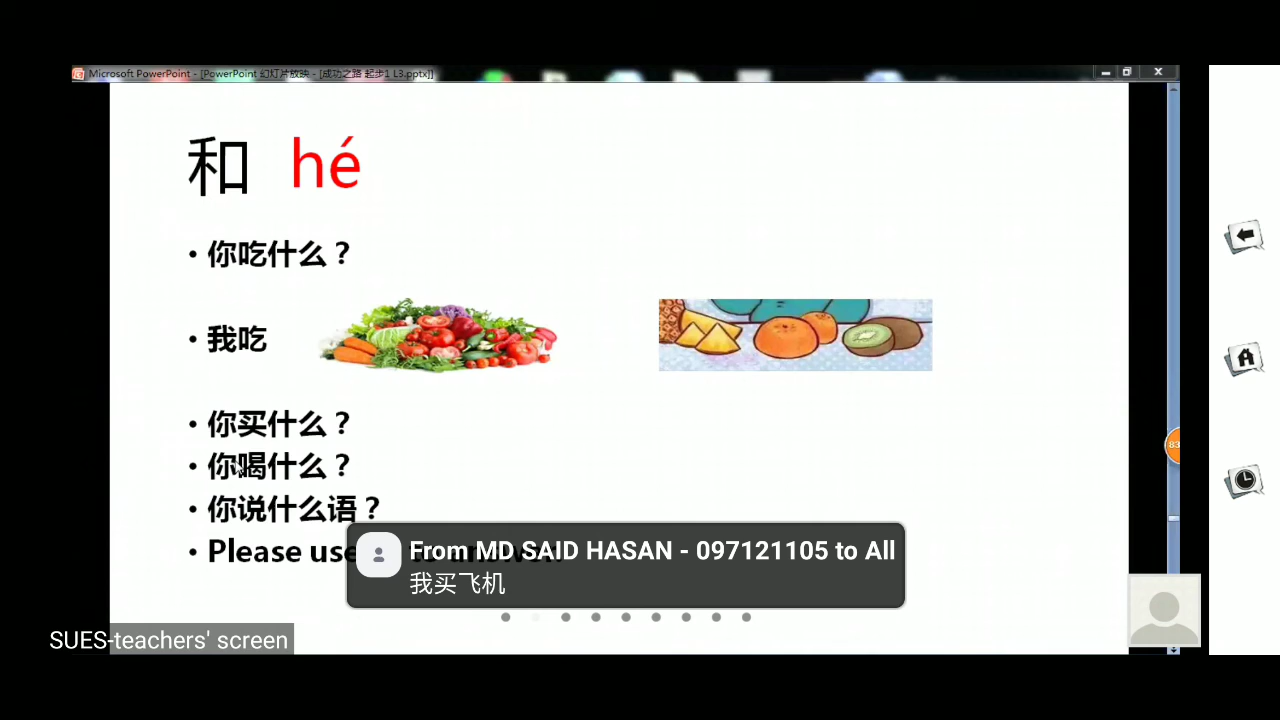 Microsoft PowerPoint - [PowerPoint 幻灯片放映 - [成功之路 起步1 L3.pptx]]
和 hé
• 你吃什么？
• 我吃
• 你买什么？
• 你喝什么？
• 你说什么语？
• Please use
From MD SAID HASAN - 097121105 to All
我买飞机
SUES-teachers' screen
83